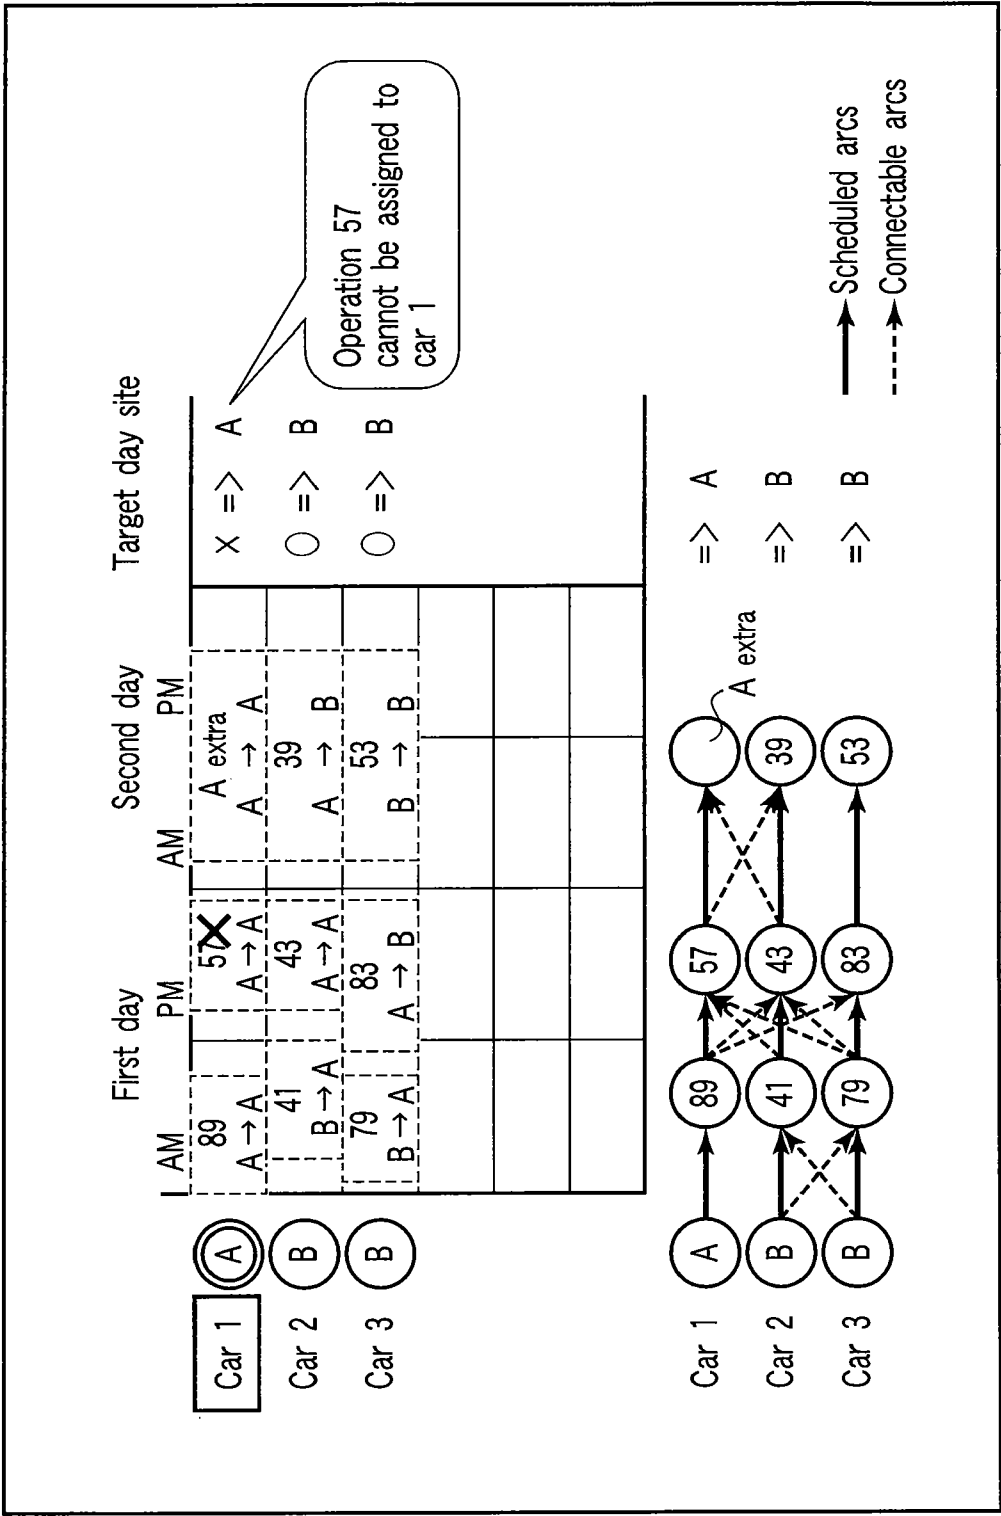 First day
Second day
Target day site
AM
PM
AM
PM
Car 1
A
89
A → A
57
A → A
A extra
A → A
X => A
Car 2
B
41
B → A
43
A → A
39
A → B
○ => B
Car 3
B
79
B → A
83
A → B
53
B → B
○ => B
Operation 57
cannot be assigned to
car 1
Car 1
A
89
57
A extra
=> A
Car 2
B
41
43
39
=> B
Car 3
B
79
83
53
=> B
Scheduled arcs
Connectable arcs